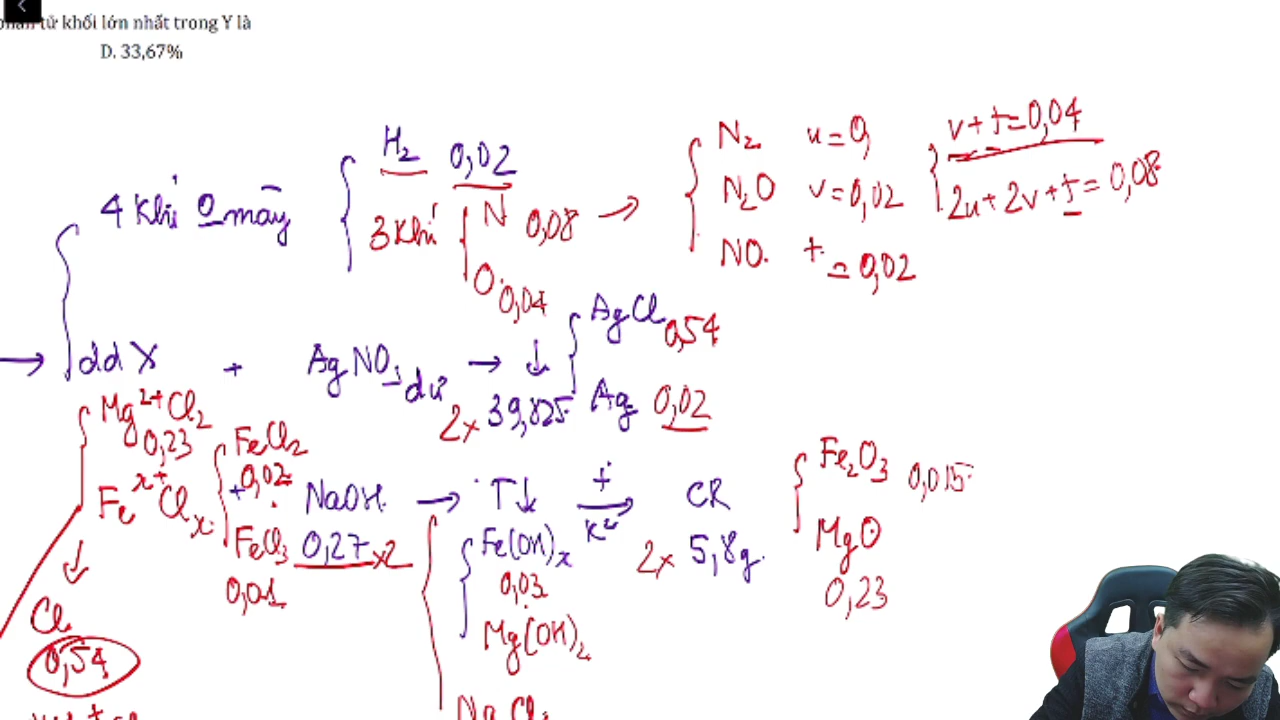 tử khối lớn nhất trong Y là
D. 33,67%
4 khí 0 màu
H₂ 0,02
3 khí
N 0,08
O 0,04
→
N₂ u=0,
N₂O v=0,02
NO. t=0,02
v+t=0,04
2u+2v+t=0,08
→ dd X + AgNO₃ dư → ↓
2x 39,825
AgCl 0,54
Ag 0,02
Mg²⁺Cl₂
0,23
Feˣ⁺Clₓ
FeCl₂
0,02
+
FeCl₃
0,01
NaOH → T↓ +
0,27 x2
Fe(OH)ₓ
0,03
Mg(OH)₂
→ CR
2x 5,8g
Fe₂O₃ 0,015
MgO
0,23
↓
Cl
0,54